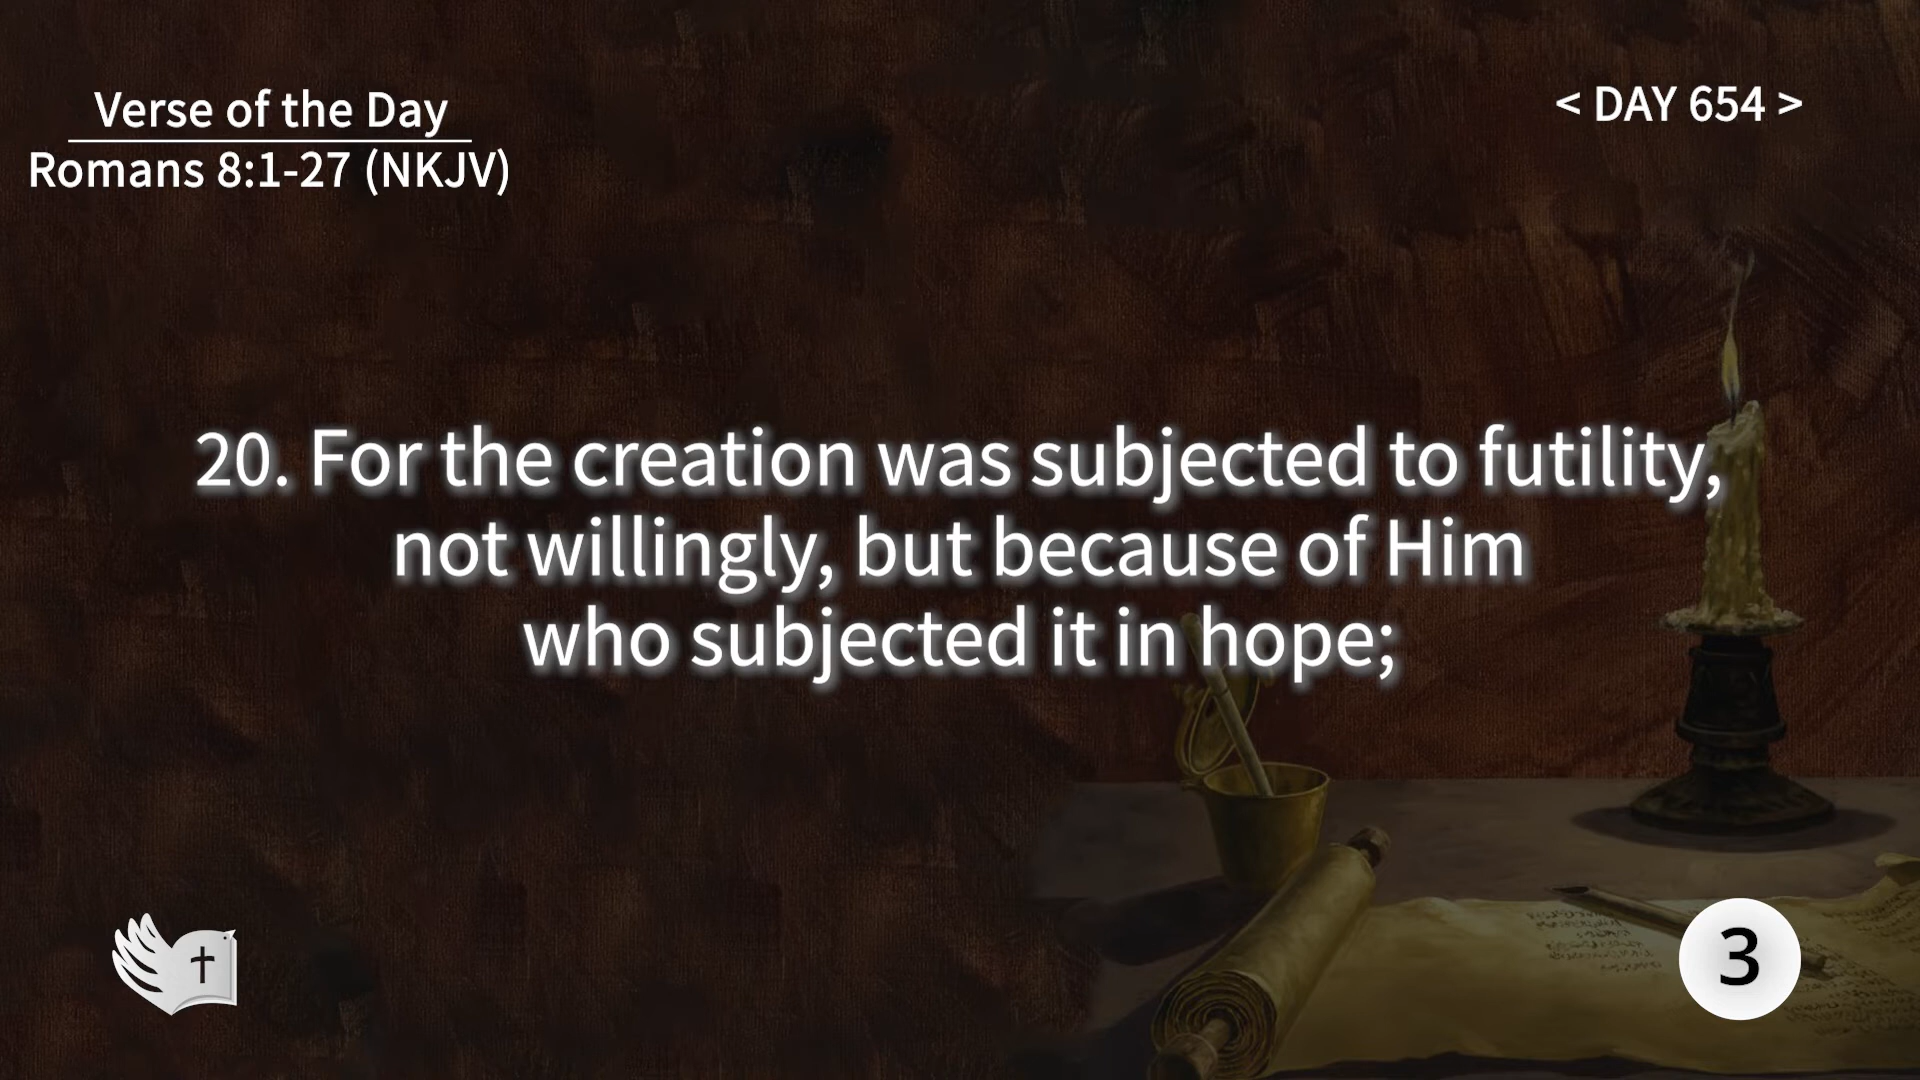 Verse of the Day
Romans 8:1-27 (NKJV)
< DAY 654 >
20. For the creation was subjected to futility,
not willingly, but because of Him
who subjected it in hope;
3